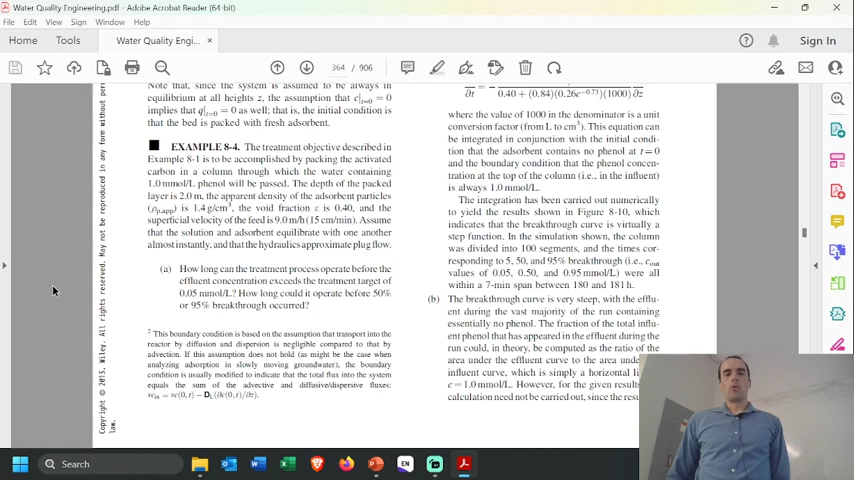 Water Quality Engineering.pdf - Adobe Acrobat Reader (64-bit)
File Edit View Sign Window Help
Home Tools Water Quality Engi... × Sign In
364 / 906
Note that, since the system is assumed to be always in
equilibrium at all heights z, the assumption that c|t=0 = 0
implies that q|t=0 = 0 as well; that is, the initial condition is
that the bed is packed with fresh adsorbent.
EXAMPLE 8-4. The treatment objective described in
Example 8-1 is to be accomplished by packing the activated
carbon in a column through which the water containing
1.0 mmol/L phenol will be passed. The depth of the packed
layer is 2.0 m, the apparent density of the adsorbent particles
(ρp,app) is 1.4 g/cm³, the void fraction ε is 0.40, and the
superficial velocity of the feed is 9.0 m/h (15 cm/min). Assume
that the solution and adsorbent equilibrate with one another
almost instantly, and that the hydraulics approximate plug flow.
(a) How long can the treatment process operate before the
effluent concentration exceeds the treatment target of
0.05 mmol/L? How long could it operate before 50%
or 95% breakthrough occurred?
² This boundary condition is based on the assumption that transport into the
reactor by diffusion and dispersion is negligible compared to that by
advection. If this assumption does not hold (as might be the case when
analyzing adsorption in slowly moving groundwater), the boundary
condition is usually modified to indicate that the total flux into the system
equals the sum of the advective and diffusive/dispersive fluxes:
vcin = vc(0, t) − DL(∂c(0, t)/∂z).
Copyright © 2013. Wiley. All rights reserved. May not be reproduced in any form without per
law.
∂t = − 0.40 + (0.84)(0.26c^−0.73)(1000) ∂z
where the value of 1000 in the denominator is a unit
conversion factor (from L to cm³). This equation can
be integrated in conjunction with the initial condi-
tion that the adsorbent contains no phenol at t = 0
and the boundary condition that the phenol concen-
tration at the top of the column (i.e., in the influent)
is always 1.0 mmol/L.
The integration has been carried out numerically
to yield the results shown in Figure 8-10, which
indicates that the breakthrough curve is virtually a
step function. In the simulation shown, the column
was divided into 100 segments, and the times cor-
responding to 5, 50, and 95% breakthrough (i.e., cout
values of 0.05, 0.50, and 0.95 mmol/L) were all
within a 7-min span between 180 and 181 h.
(b) The breakthrough curve is very steep, with the efflu-
ent during the vast majority of the run containing
essentially no phenol. The fraction of the total influ-
ent phenol that has appeared in the effluent during the
run could, in theory, be computed as the ratio of the
area under the effluent curve to the area unde
influent curve, which is simply a horizontal li
c = 1.0 mmol/L. However, for the given results
calculation need not be carried out, since the resu
Search
EN